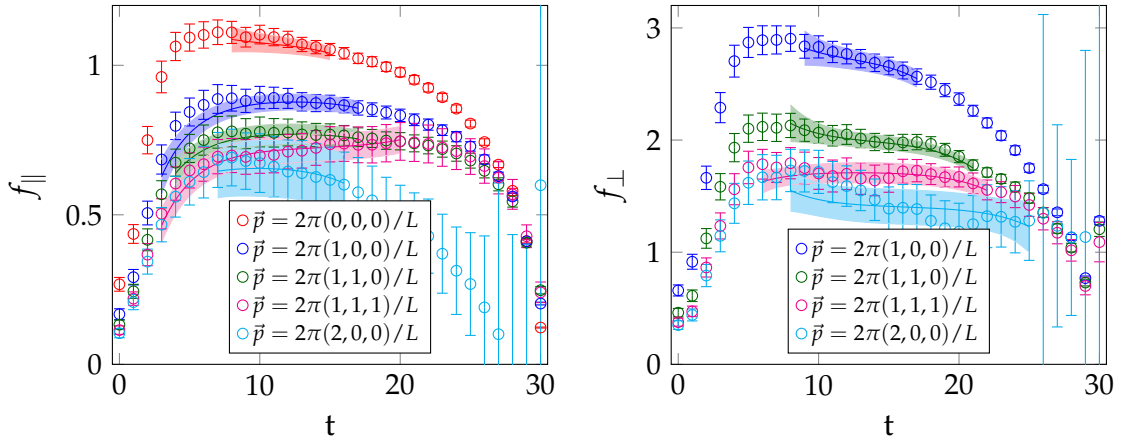 1
0.5
0
f∥
0
10
20
30
t
p⃗ = 2π(0,0,0)/L
p⃗ = 2π(1,0,0)/L
p⃗ = 2π(1,1,0)/L
p⃗ = 2π(1,1,1)/L
p⃗ = 2π(2,0,0)/L
3
2
1
0
f⊥
0
10
20
30
t
p⃗ = 2π(1,0,0)/L
p⃗ = 2π(1,1,0)/L
p⃗ = 2π(1,1,1)/L
p⃗ = 2π(2,0,0)/L